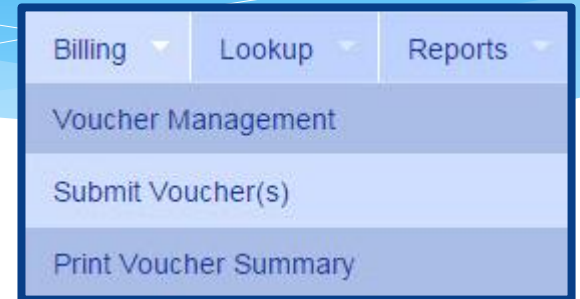 Billing Lookup Reports
Voucher Management
Submit Voucher(s)
Print Voucher Summary